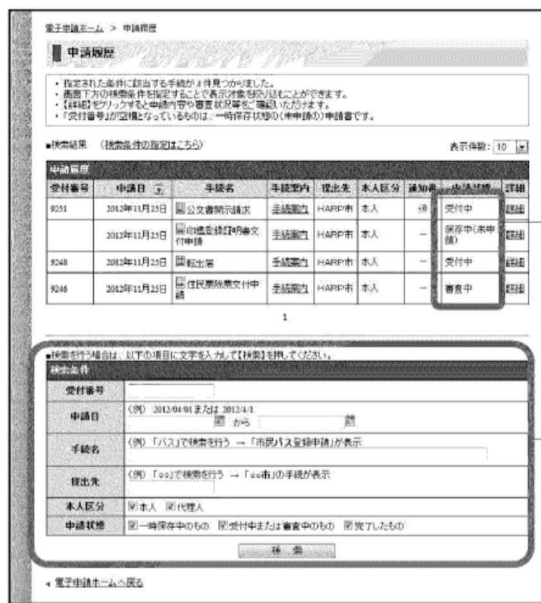 電子申請ホーム > 申請履歴
申請履歴
・指定された条件に該当する手続が4件見つかりました。
・画面下方の検索条件を指定することで表示対象を絞り込むことができます。
・【詳細】をクリックすると申請内容や審査状況等をご確認いただけます。
・「受付番号」が空欄となっているものは、一時保存状態の(未申請の)申請書です。
■検索結果 (検索条件の指定はこちら) 表示件数: 10
申請履歴
受付番号 申請日 手続名 手続案内 提出先 本人区分 通知書 申請状態 詳細
9251 2012年11月25日 公文書開示請求 手続案内 HARP市 本人 受付中 詳細
2012年11月25日 印鑑登録証明書交付申請 手続案内 HARP市 本人 － 保存中(未申請) 詳細
9248 2012年11月25日 転出届 手続案内 HARP市 本人 － 受付中 詳細
9246 2012年11月25日 住民票除票交付申請 手続案内 HARP市 本人 － 審査中 詳細
1
■検索を行う場合は、以下の項目に文字を入力して【検索】を押してください。
検索条件
受付番号
申請日 (例) 2012/04/01 または 2012/4/1
から
手続名 (例) 「バス」で検索を行う → 「市民バス登録申請」が表示
提出先 (例) 「○○」で検索を行う → 「○○市」の手続が表示
本人区分 本人 代理人
申請状態 一時保存中のもの 受付中または審査中のもの 完了したもの
検 索
電子申請ホームへ戻る